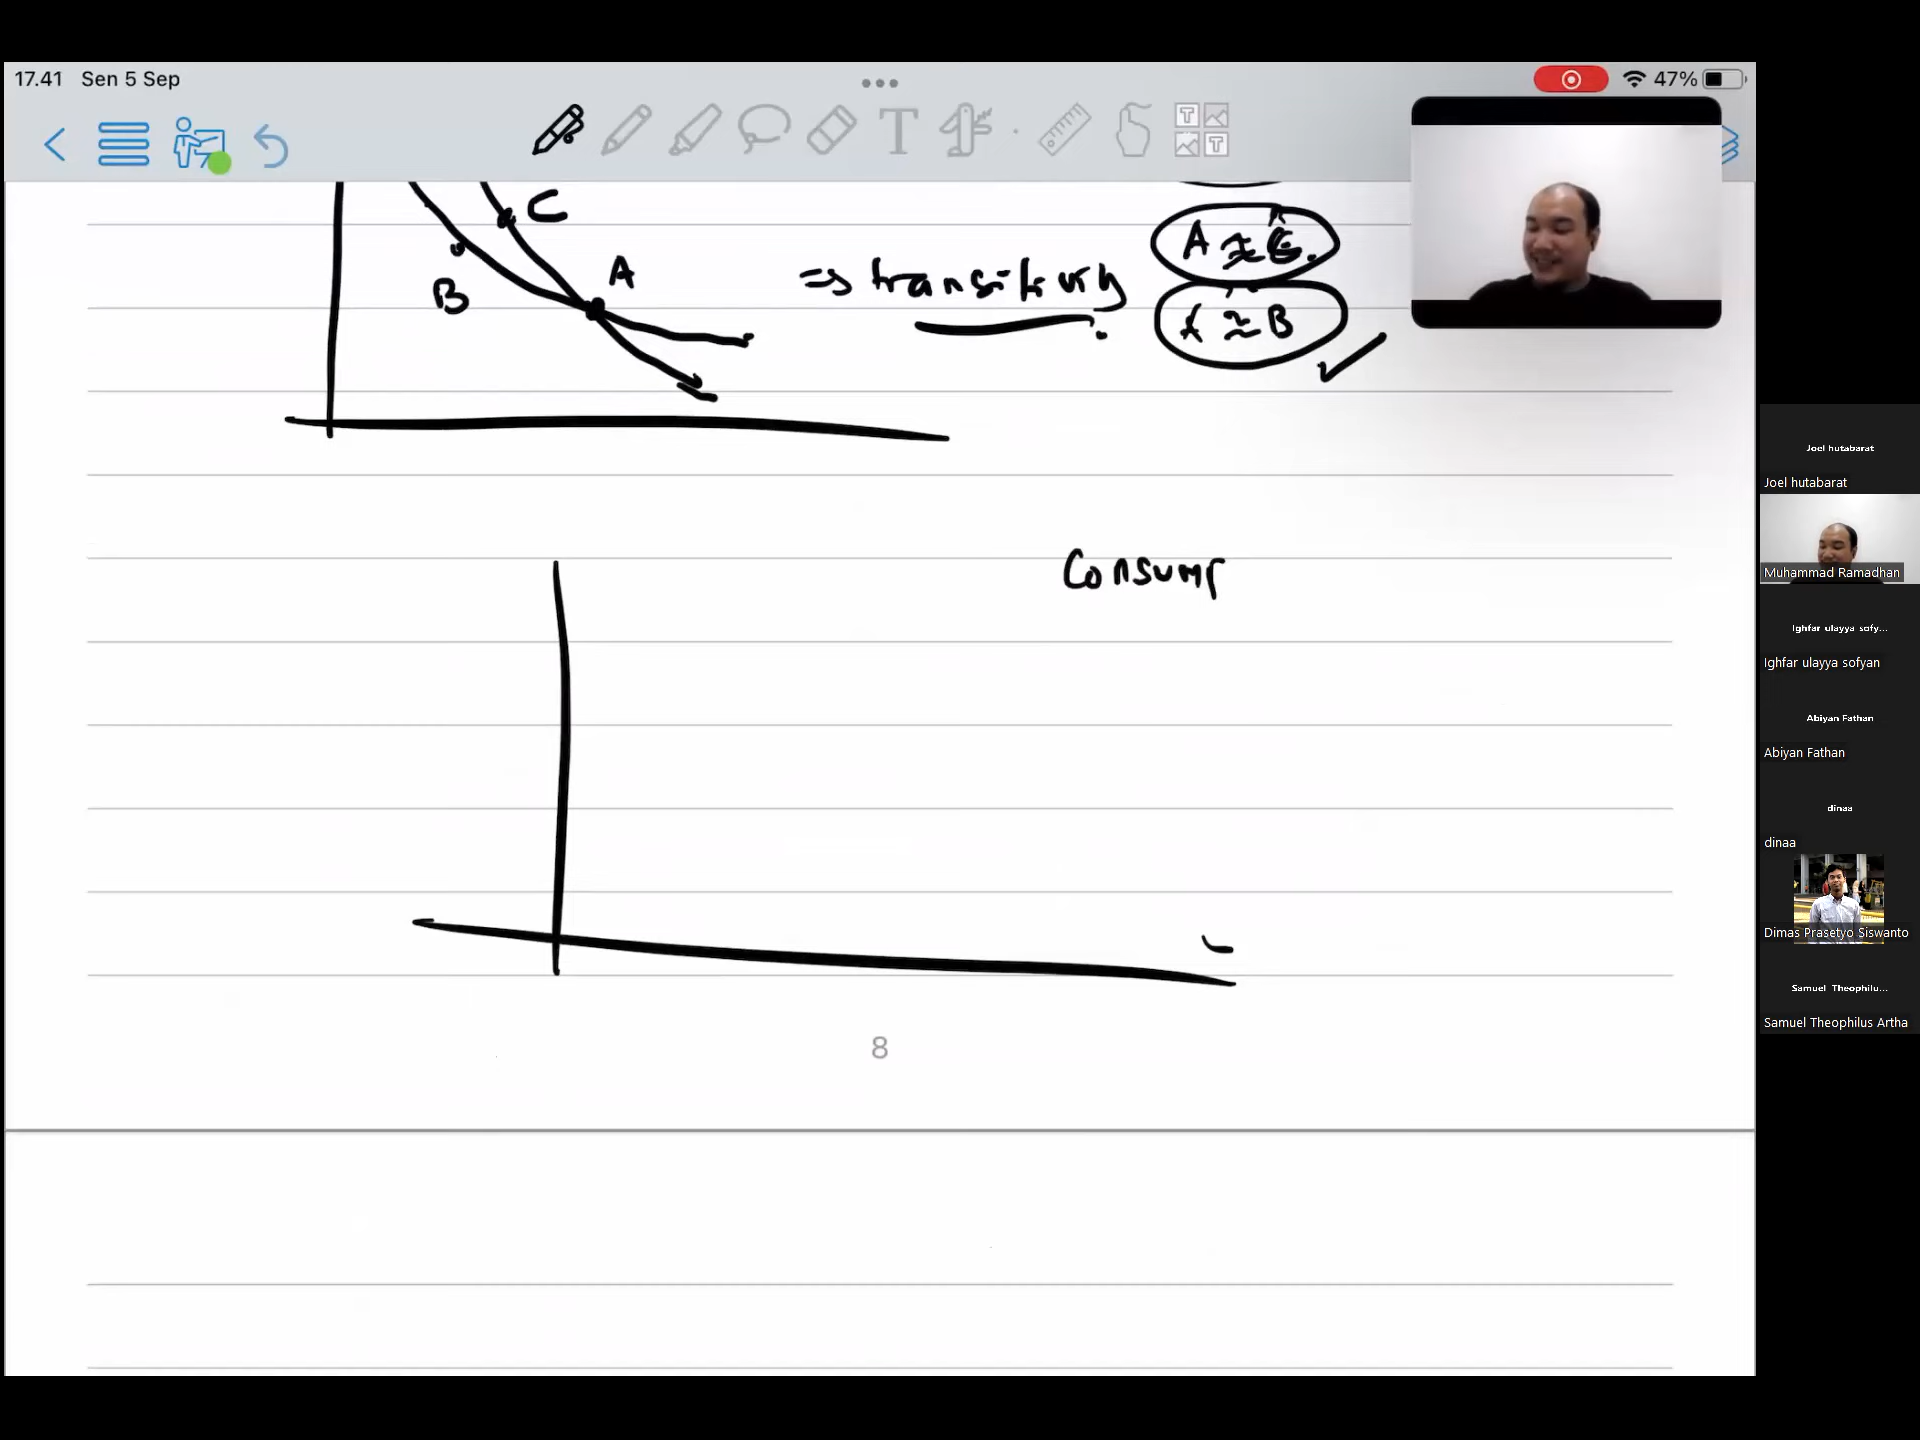 17.41 Sen 5 Sep
47%
T
T
T
C
A
B
=> transitivity
A ≈ C.
A ≈ B
Consump
8
Joel hutabarat
Joel hutabarat
Muhammad Ramadhan
Ighfar ulayya sofy...
Ighfar ulayya sofyan
Abiyan Fathan
Abiyan Fathan
dinaa
dinaa
Dimas Prasetyo Siswanto
Samuel Theophilu...
Samuel Theophilus Artha